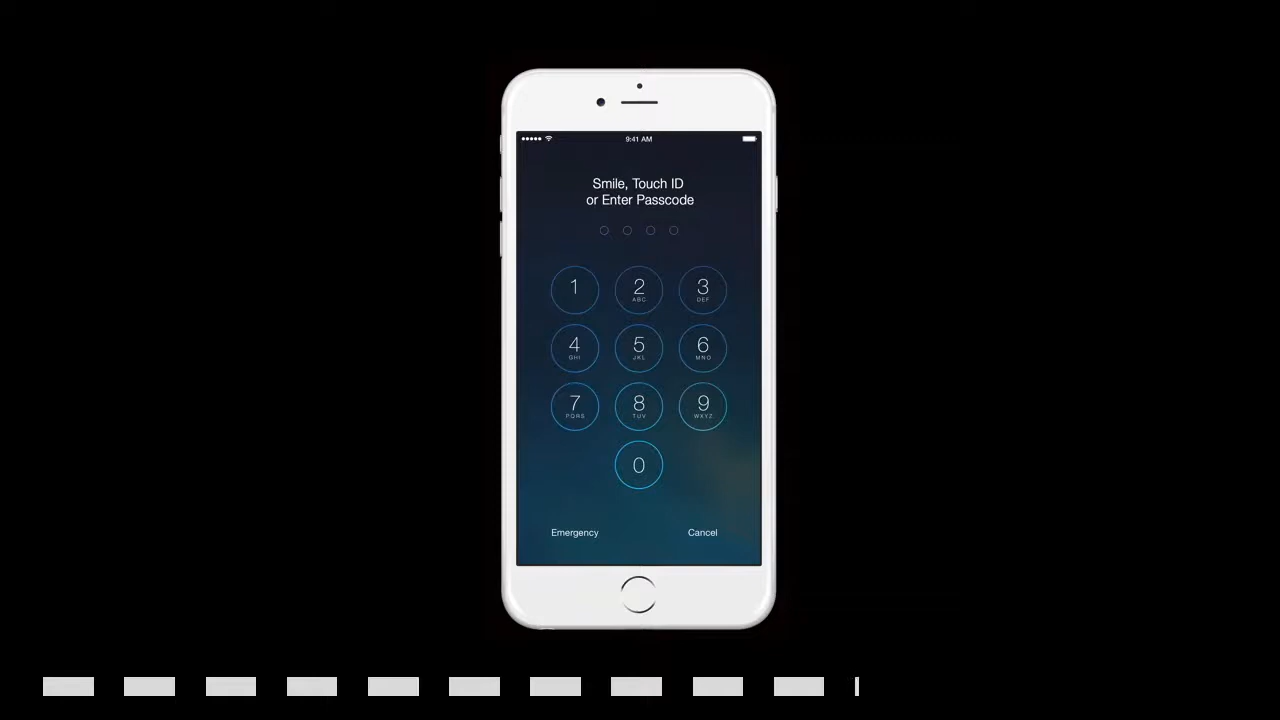 9:41 AM
Smile, Touch ID
or Enter Passcode
1 2 3
ABC DEF
4 5 6
GHI JKL MNO
7 8 9
PQRS TUV WXYZ
0
Emergency Cancel